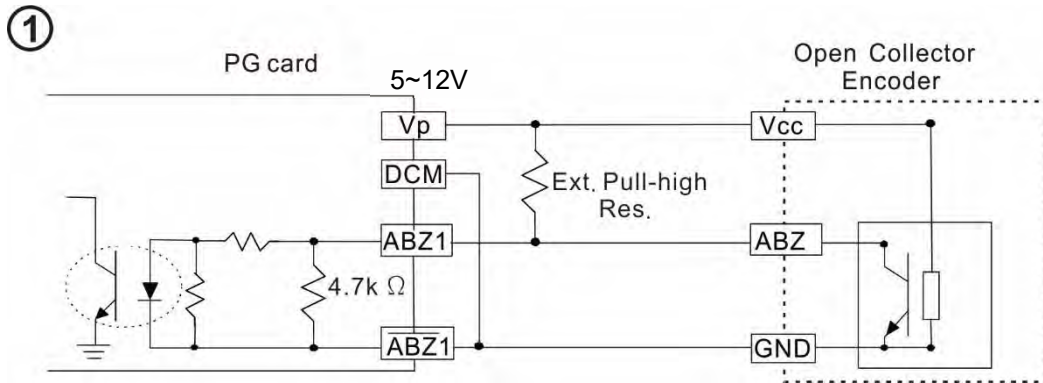 ①
PG card
5~12V
Open Collector
Encoder
Vp
Vcc
DCM
Ext. Pull-high
Res.
ABZ1
ABZ
4.7k Ω
A̅B̅Z̅1̅
GND